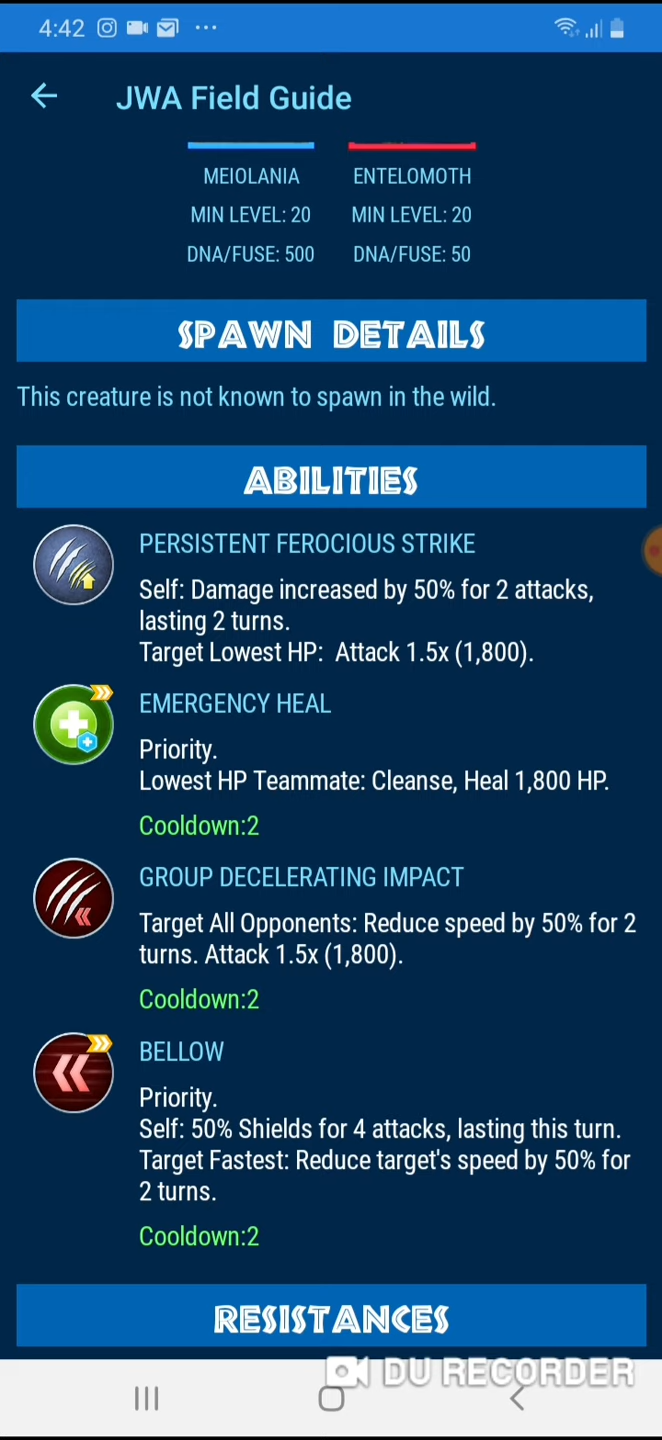 4:42
JWA Field Guide
MEIOLANIA ENTELOMOTH
MIN LEVEL: 20 MIN LEVEL: 20
DNA/FUSE: 500 DNA/FUSE: 50
SPAWN DETAILS
This creature is not known to spawn in the wild.
ABILITIES
PERSISTENT FEROCIOUS STRIKE
Self: Damage increased by 50% for 2 attacks,
lasting 2 turns.
Target Lowest HP: Attack 1.5x (1,800).
EMERGENCY HEAL
Priority.
Lowest HP Teammate: Cleanse, Heal 1,800 HP.
Cooldown:2
GROUP DECELERATING IMPACT
Target All Opponents: Reduce speed by 50% for 2
turns. Attack 1.5x (1,800).
Cooldown:2
BELLOW
Priority.
Self: 50% Shields for 4 attacks, lasting this turn.
Target Fastest: Reduce target's speed by 50% for
2 turns.
Cooldown:2
RESISTANCES
DU RECORDER